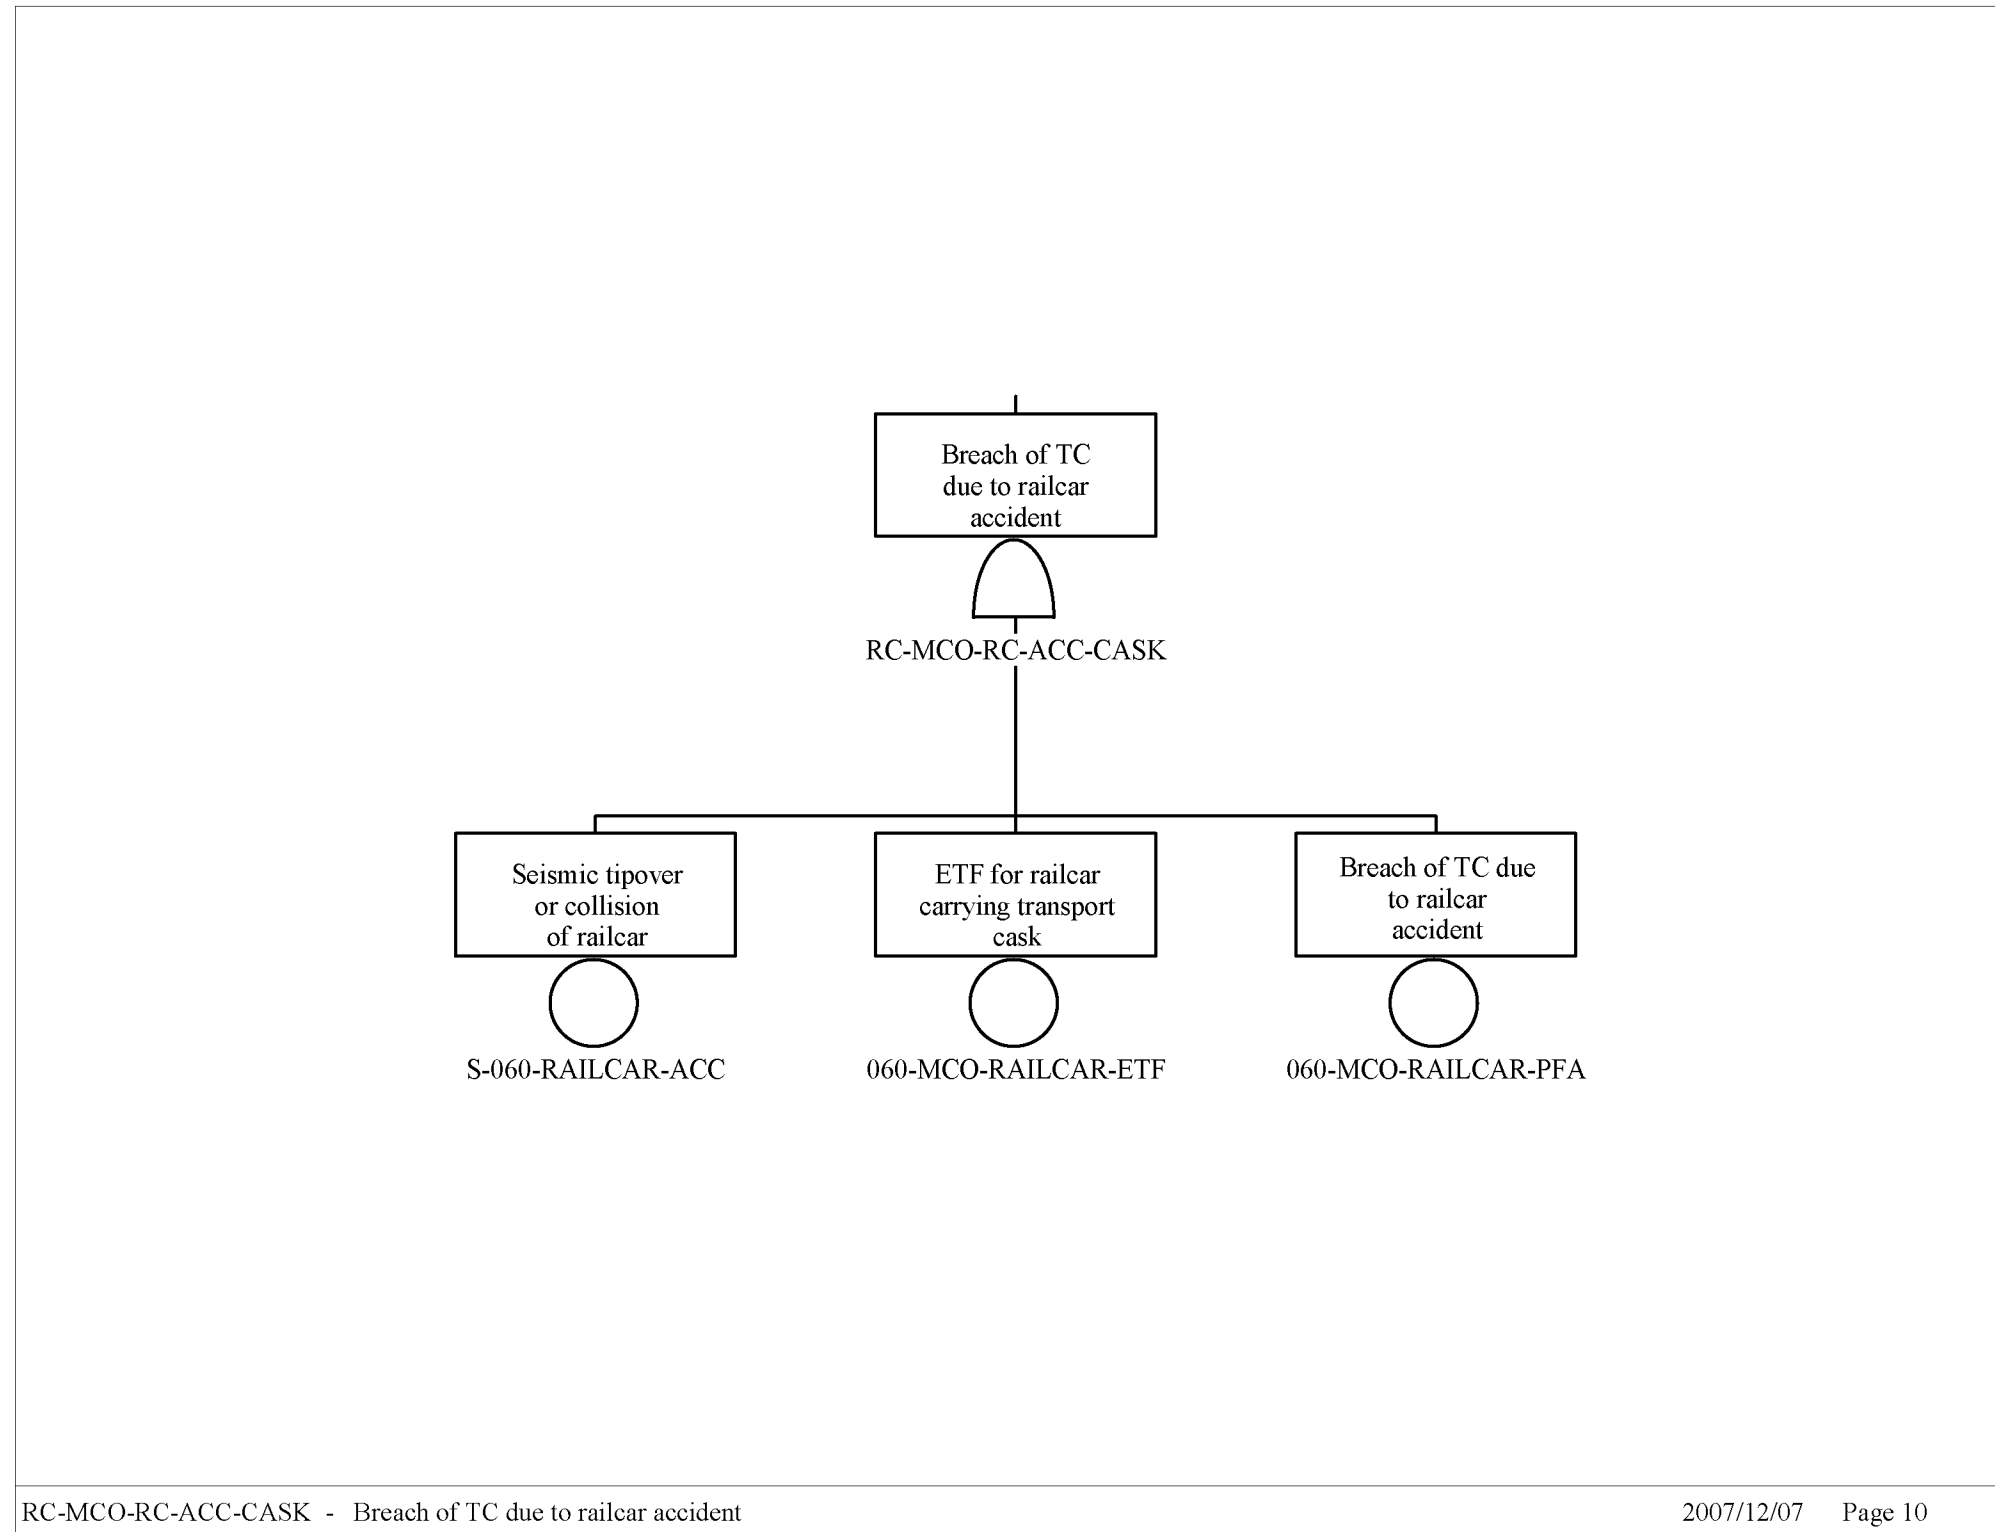 Breach of TC
due to railcar
accident
RC-MCO-RC-ACC-CASK
Seismic tipover
or collision
of railcar
S-060-RAILCAR-ACC
ETF for railcar
carrying transport
cask
060-MCO-RAILCAR-ETF
Breach of TC due
to railcar
accident
060-MCO-RAILCAR-PFA
RC-MCO-RC-ACC-CASK - Breach of TC due to railcar accident
2007/12/07 Page 10